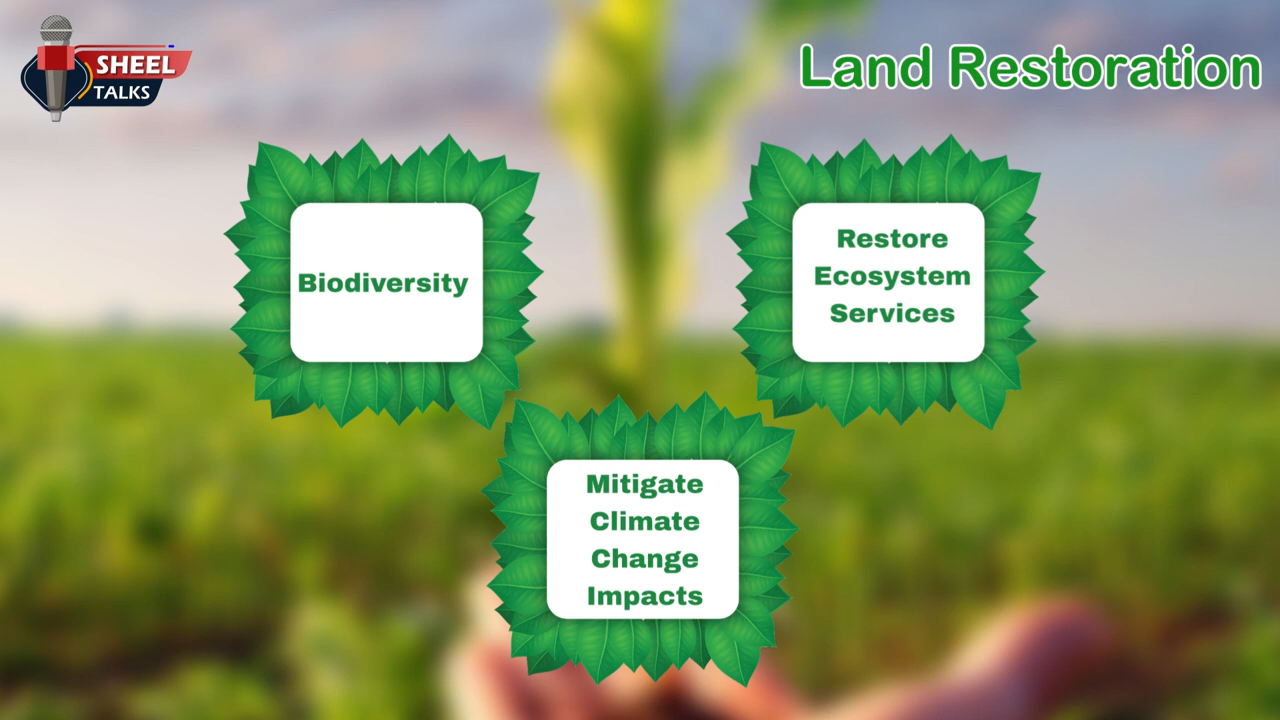 SHEEL
TALKS
Land Restoration
Biodiversity
Restore
Ecosystem
Services
Mitigate
Climate
Change
Impacts